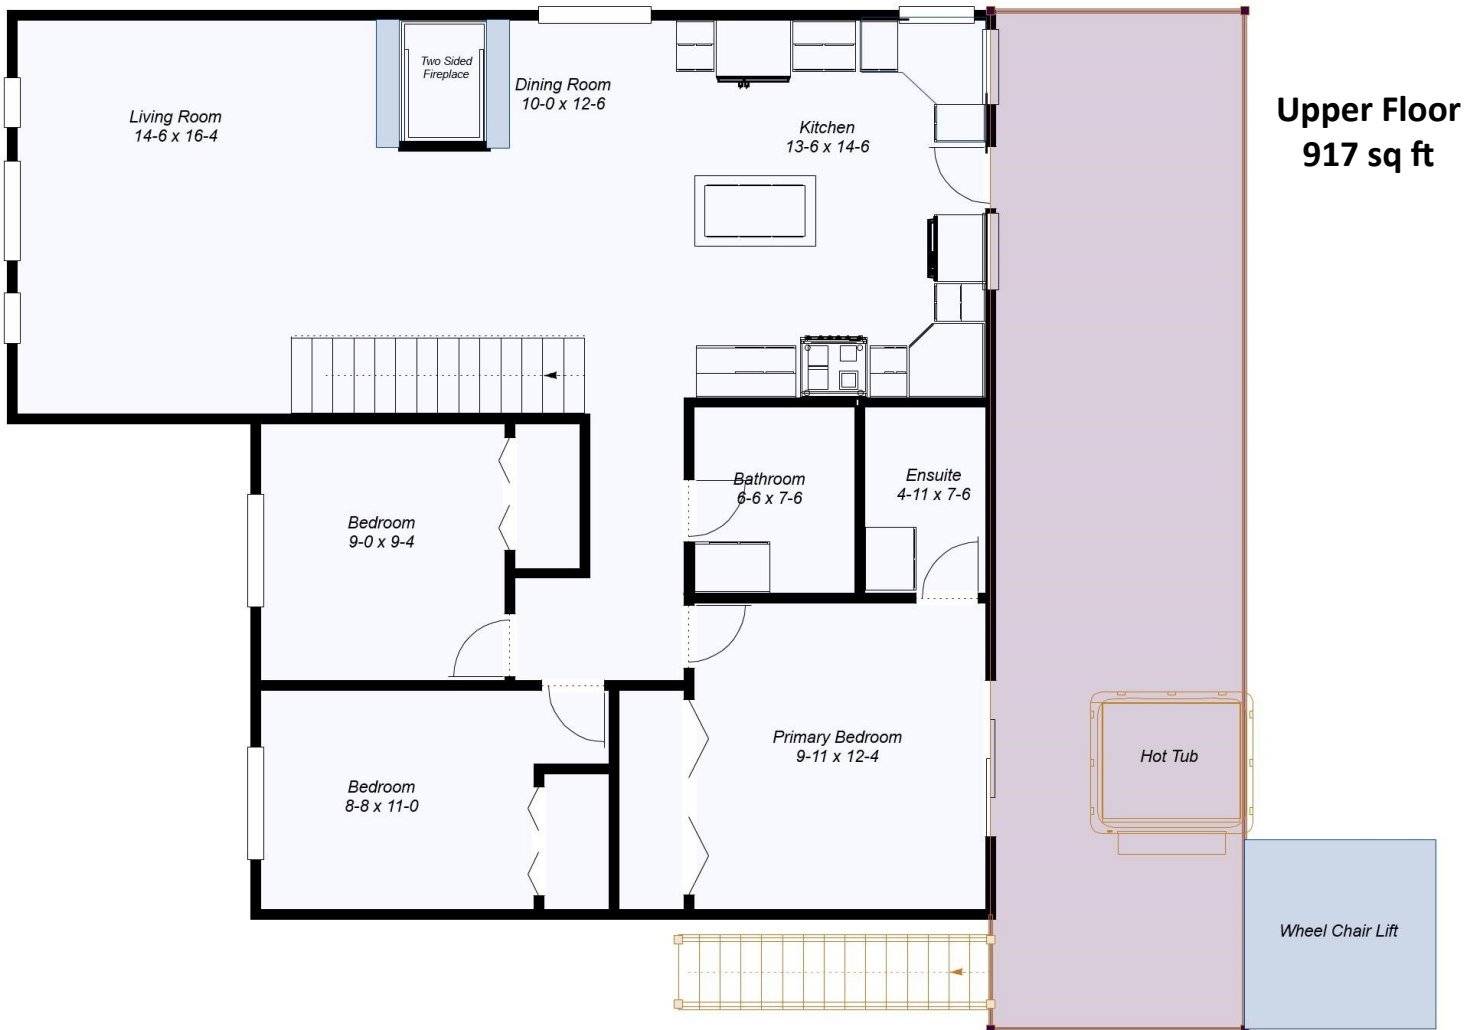 Two Sided
Fireplace
Dining Room
10-0 x 12-6
Living Room
14-6 x 16-4
Kitchen
13-6 x 14-6
Upper Floor
917 sq ft
Bathroom
6-6 x 7-6
Ensuite
4-11 x 7-6
Bedroom
9-0 x 9-4
Primary Bedroom
9-11 x 12-4
Hot Tub
Bedroom
8-8 x 11-0
Wheel Chair Lift